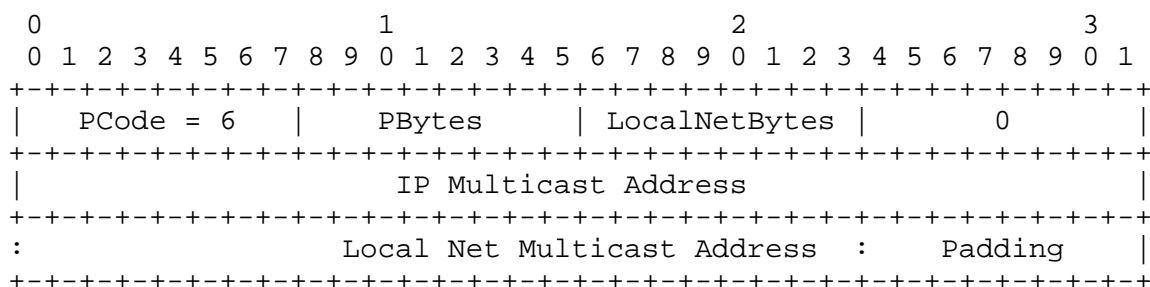 0                   1                   2                   3
 0 1 2 3 4 5 6 7 8 9 0 1 2 3 4 5 6 7 8 9 0 1 2 3 4 5 6 7 8 9 0 1
+-+-+-+-+-+-+-+-+-+-+-+-+-+-+-+-+-+-+-+-+-+-+-+-+-+-+-+-+-+-+-+-+
|   PCode = 6   |    PBytes     | LocalNetBytes |       0       |
+-+-+-+-+-+-+-+-+-+-+-+-+-+-+-+-+-+-+-+-+-+-+-+-+-+-+-+-+-+-+-+-+
|                     IP Multicast Address                      |
+-+-+-+-+-+-+-+-+-+-+-+-+-+-+-+-+-+-+-+-+-+-+-+-+-+-+-+-+-+-+-+-+
:                  Local Net Multicast Address  :    Padding    |
+-+-+-+-+-+-+-+-+-+-+-+-+-+-+-+-+-+-+-+-+-+-+-+-+-+-+-+-+-+-+-+-+